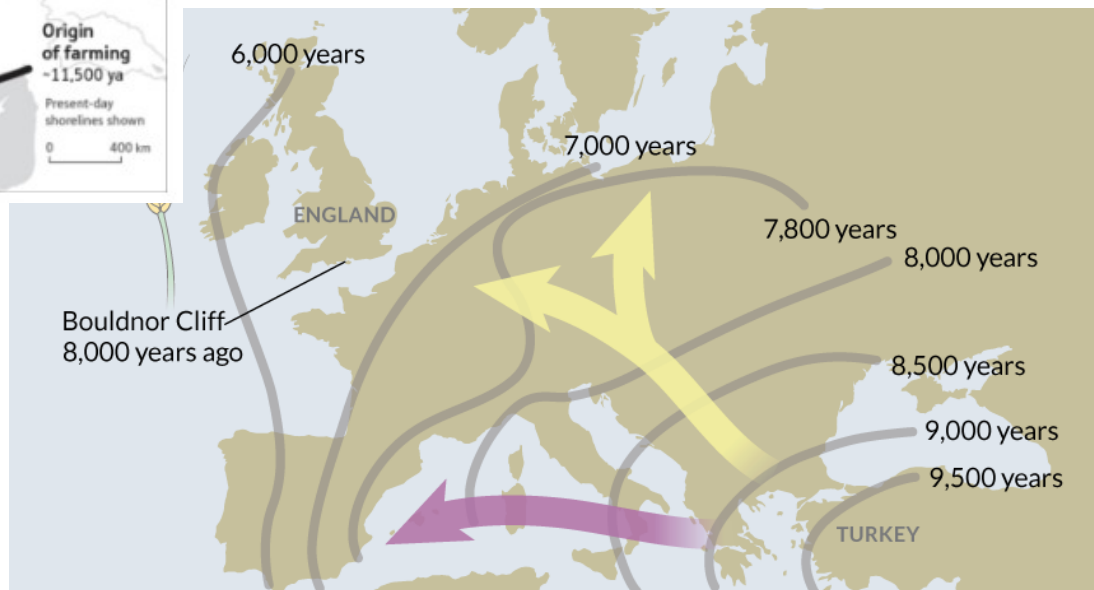 Origin
of farming
~11,500 ya
Present-day
shorelines shown
0 400 km
6,000 years
7,000 years
ENGLAND
7,800 years
8,000 years
Bouldnor Cliff
8,000 years ago
8,500 years
9,000 years
9,500 years
TURKEY